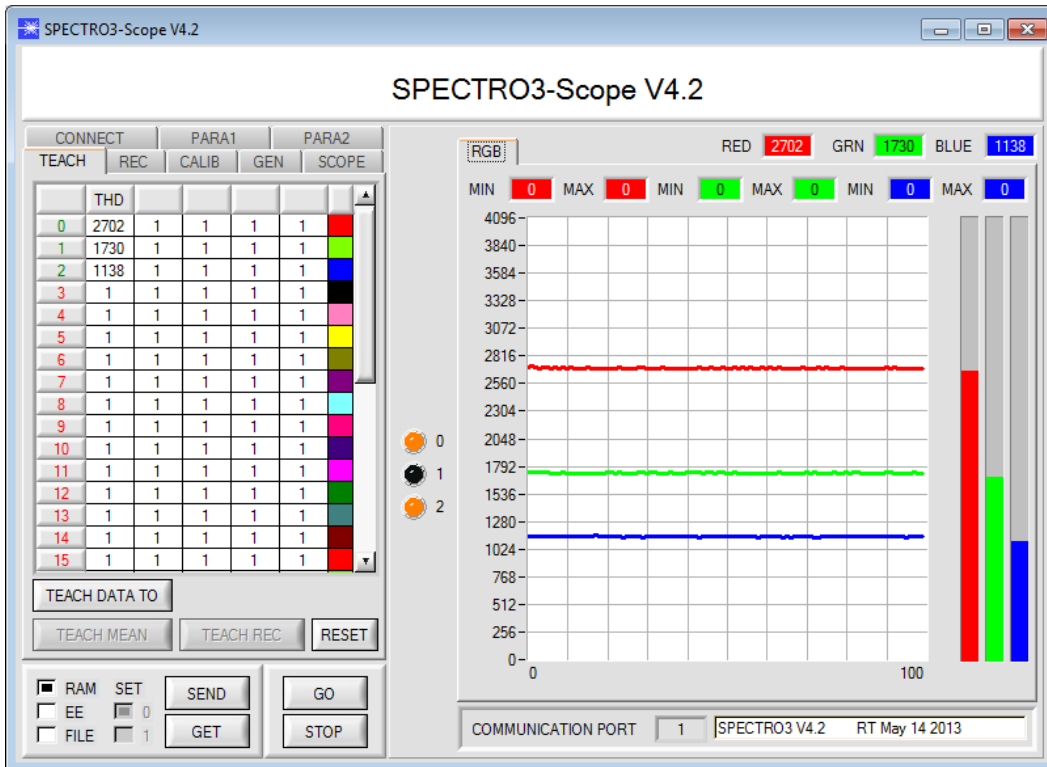 SPECTRO3-Scope V4.2
SPECTRO3-Scope V4.2
CONNECT PARA1 PARA2
TEACH REC CALIB GEN SCOPE
THD
0 2702 1 1 1 1
1 1730 1 1 1 1
2 1138 1 1 1 1
3 1 1 1 1 1
4 1 1 1 1 1
5 1 1 1 1 1
6 1 1 1 1 1
7 1 1 1 1 1
8 1 1 1 1 1
9 1 1 1 1 1
10 1 1 1 1 1
11 1 1 1 1 1
12 1 1 1 1 1
13 1 1 1 1 1
14 1 1 1 1 1
15 1 1 1 1 1
TEACH DATA TO
TEACH MEAN TEACH REC RESET
RAM SET SEND GO
EE 0
FILE 1 GET STOP
0
1
2
RGB RED 2702 GRN 1730 BLUE 1138
MIN 0 MAX 0 MIN 0 MAX 0 MIN 0 MAX 0
4096
3840
3584
3328
3072
2816
2560
2304
2048
1792
1536
1280
1024
768
512
256
0
0 100
COMMUNICATION PORT 1 SPECTRO3 V4.2 RT May 14 2013